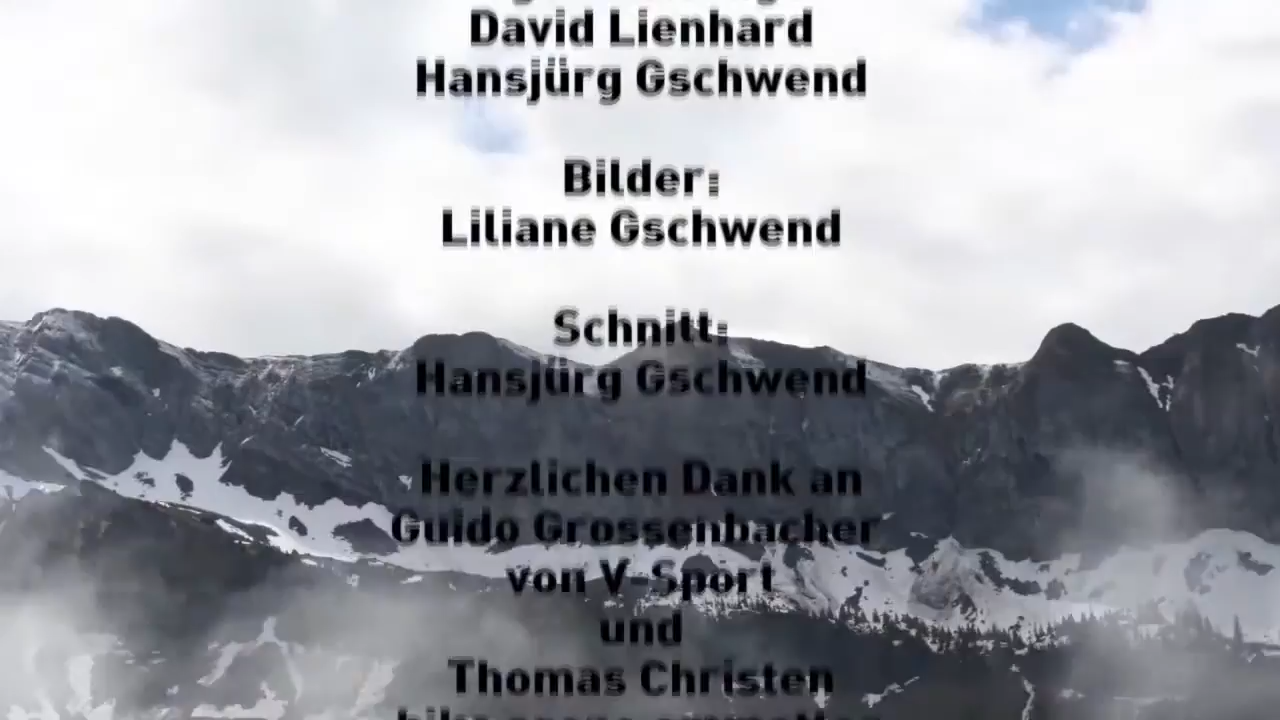 David Lienhard
Hansjürg Gschwend
Bilder:
Liliane Gschwend
Schnitt:
Hansjürg Gschwend
Herzlichen Dank an
Guido Grossenbacher
von V-Sport
und
Thomas Christen